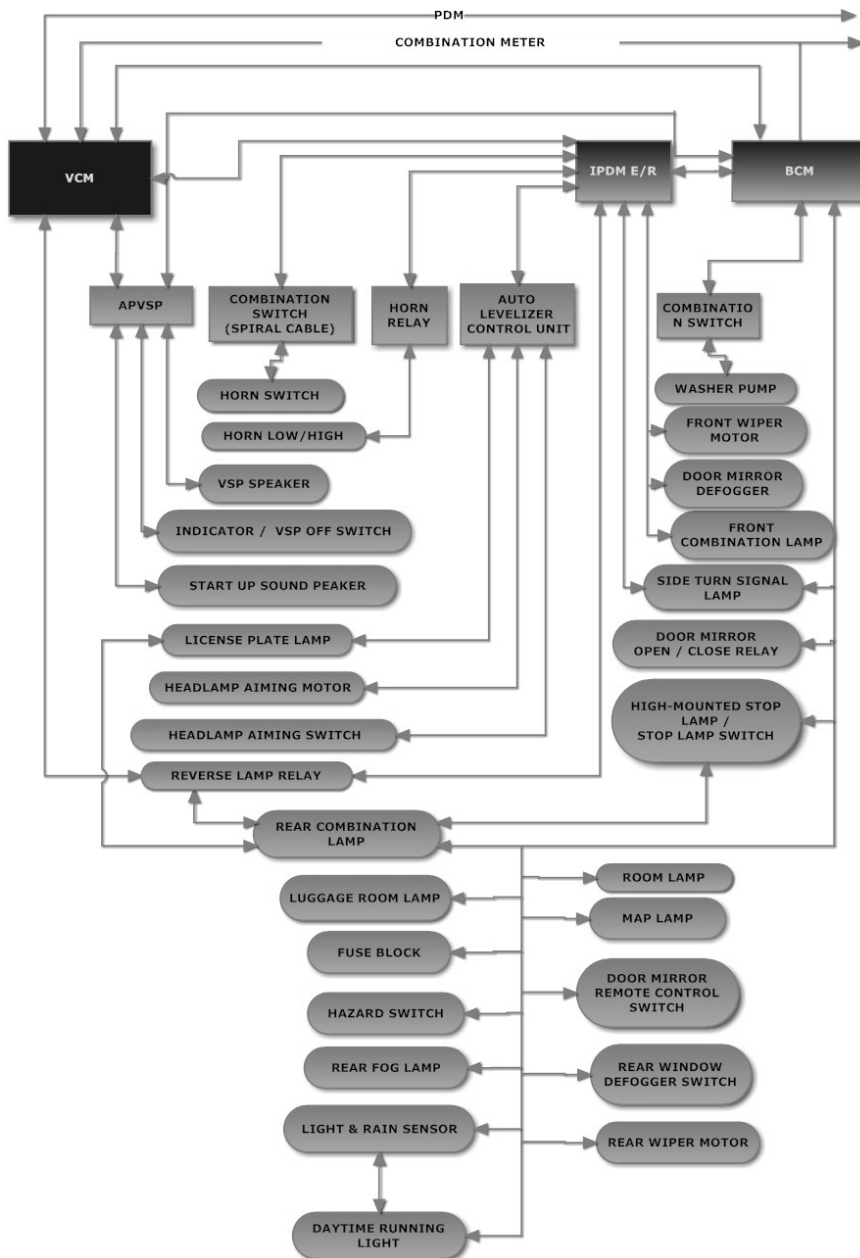 PDM
COMBINATION METER
VCM
IPDM E/R
BCM
APVSP
COMBINATION
SWITCH
(SPIRAL CABLE)
HORN
RELAY
AUTO
LEVELIZER
CONTROL UNIT
COMBINATIO
N SWITCH
HORN SWITCH
WASHER PUMP
HORN LOW/HIGH
FRONT WIPER
MOTOR
VSP SPEAKER
DOOR MIRROR
DEFOGGER
INDICATOR / VSP OFF SWITCH
FRONT
COMBINATION LAMP
START UP SOUND PEAKER
SIDE TURN SIGNAL
LAMP
LICENSE PLATE LAMP
DOOR MIRROR
OPEN / CLOSE RELAY
HEADLAMP AIMING MOTOR
HIGH-MOUNTED STOP
LAMP /
STOP LAMP SWITCH
HEADLAMP AIMING SWITCH
REVERSE LAMP RELAY
REAR COMBINATION
LAMP
ROOM LAMP
LUGGAGE ROOM LAMP
MAP LAMP
FUSE BLOCK
DOOR MIRROR
REMOTE CONTROL
SWITCH
HAZARD SWITCH
REAR FOG LAMP
REAR WINDOW
DEFOGGER SWITCH
LIGHT & RAIN SENSOR
REAR WIPER MOTOR
DAYTIME RUNNING
LIGHT